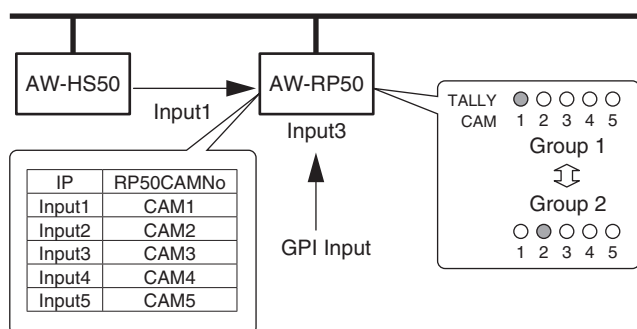 AW-HS50
AW-RP50
Input1
Input3
GPI Input
IP RP50CAMNo
Input1 CAM1
Input2 CAM2
Input3 CAM3
Input4 CAM4
Input5 CAM5
TALLY
CAM 1 2 3 4 5
Group 1
Group 2
1 2 3 4 5